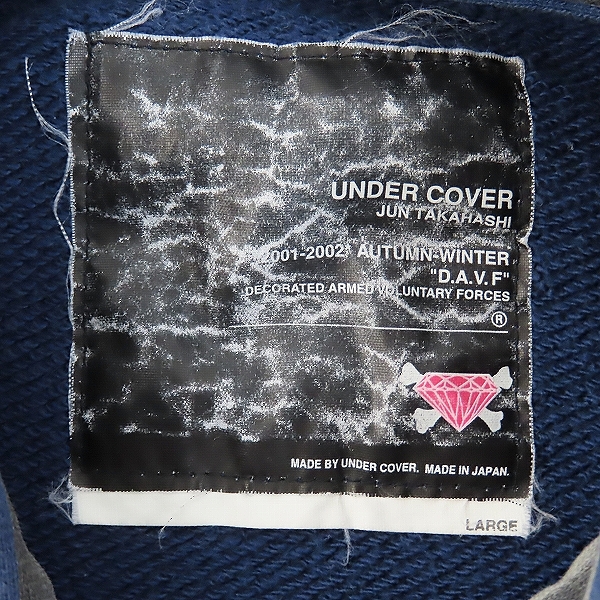 UNDER COVER
JUN TAKAHASHI
2001-2002' AUTUMN-WINTER
"D.A.V.F"
DECORATED ARMED VOLUNTARY FORCES
®
MADE BY UNDER COVER. MADE IN JAPAN.
LARGE